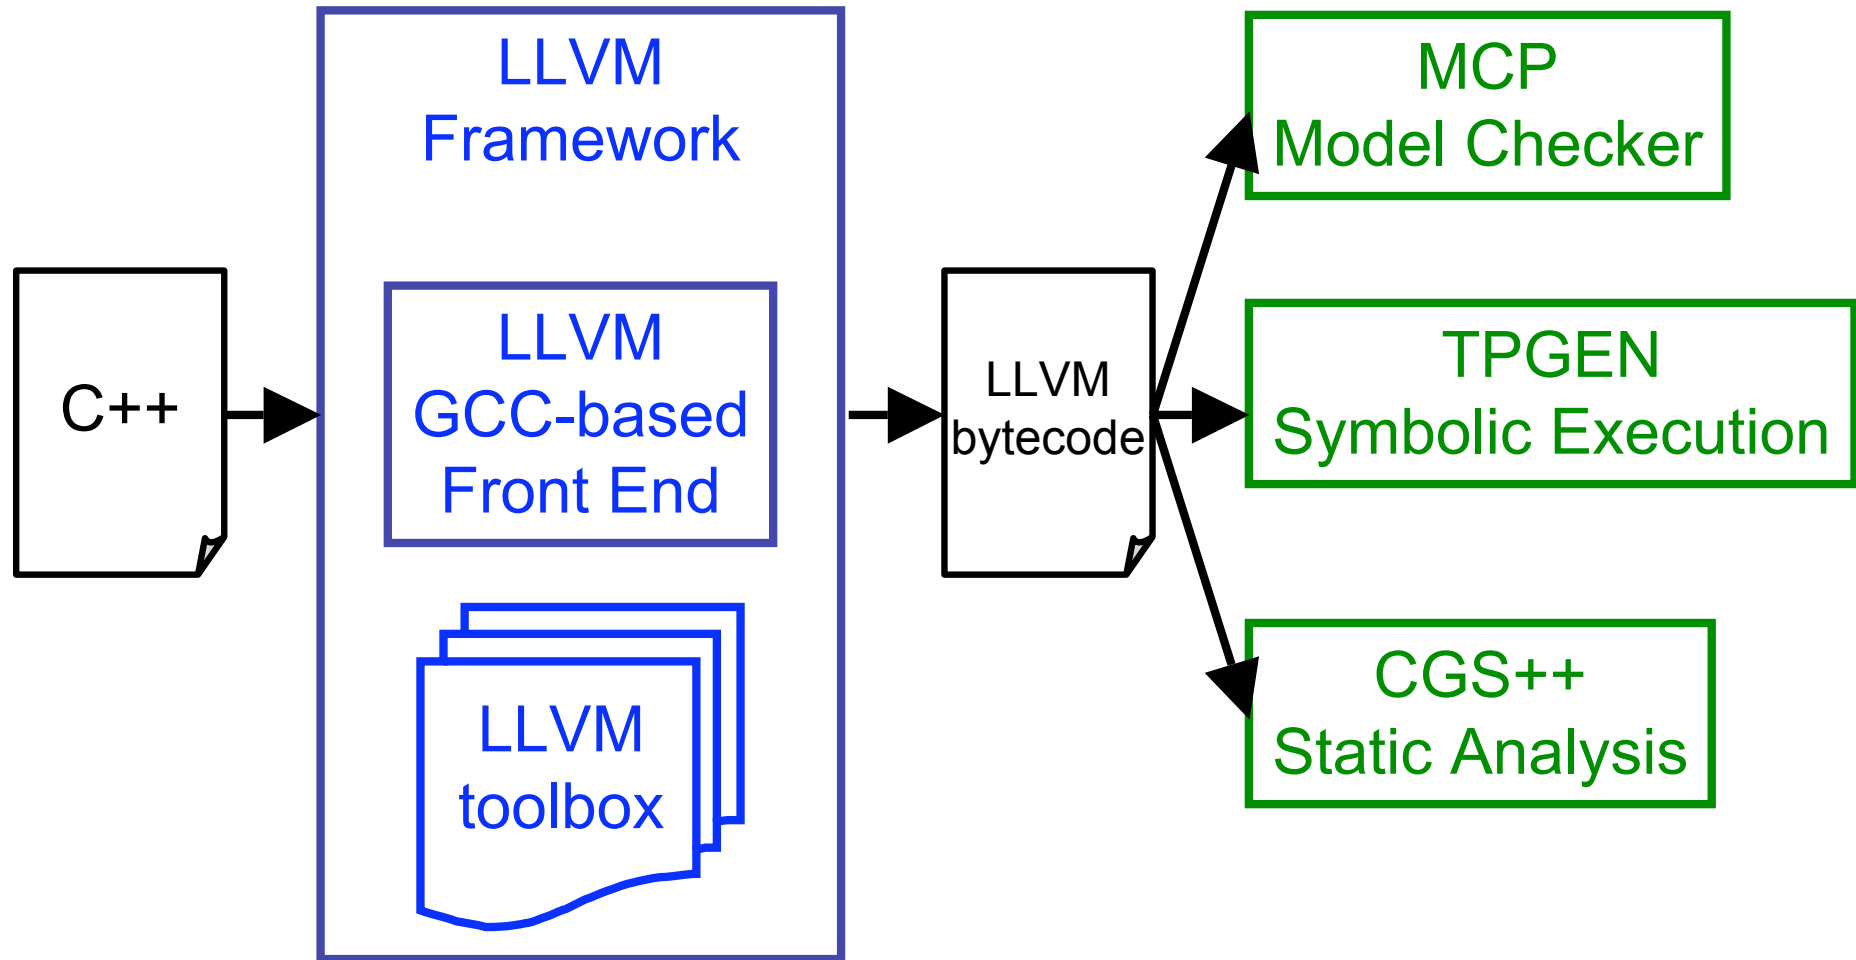 C++
LLVM
Framework
LLVM
GCC-based
Front End
LLVM
toolbox
LLVM
bytecode
MCP
Model Checker
TPGEN
Symbolic Execution
CGS++
Static Analysis